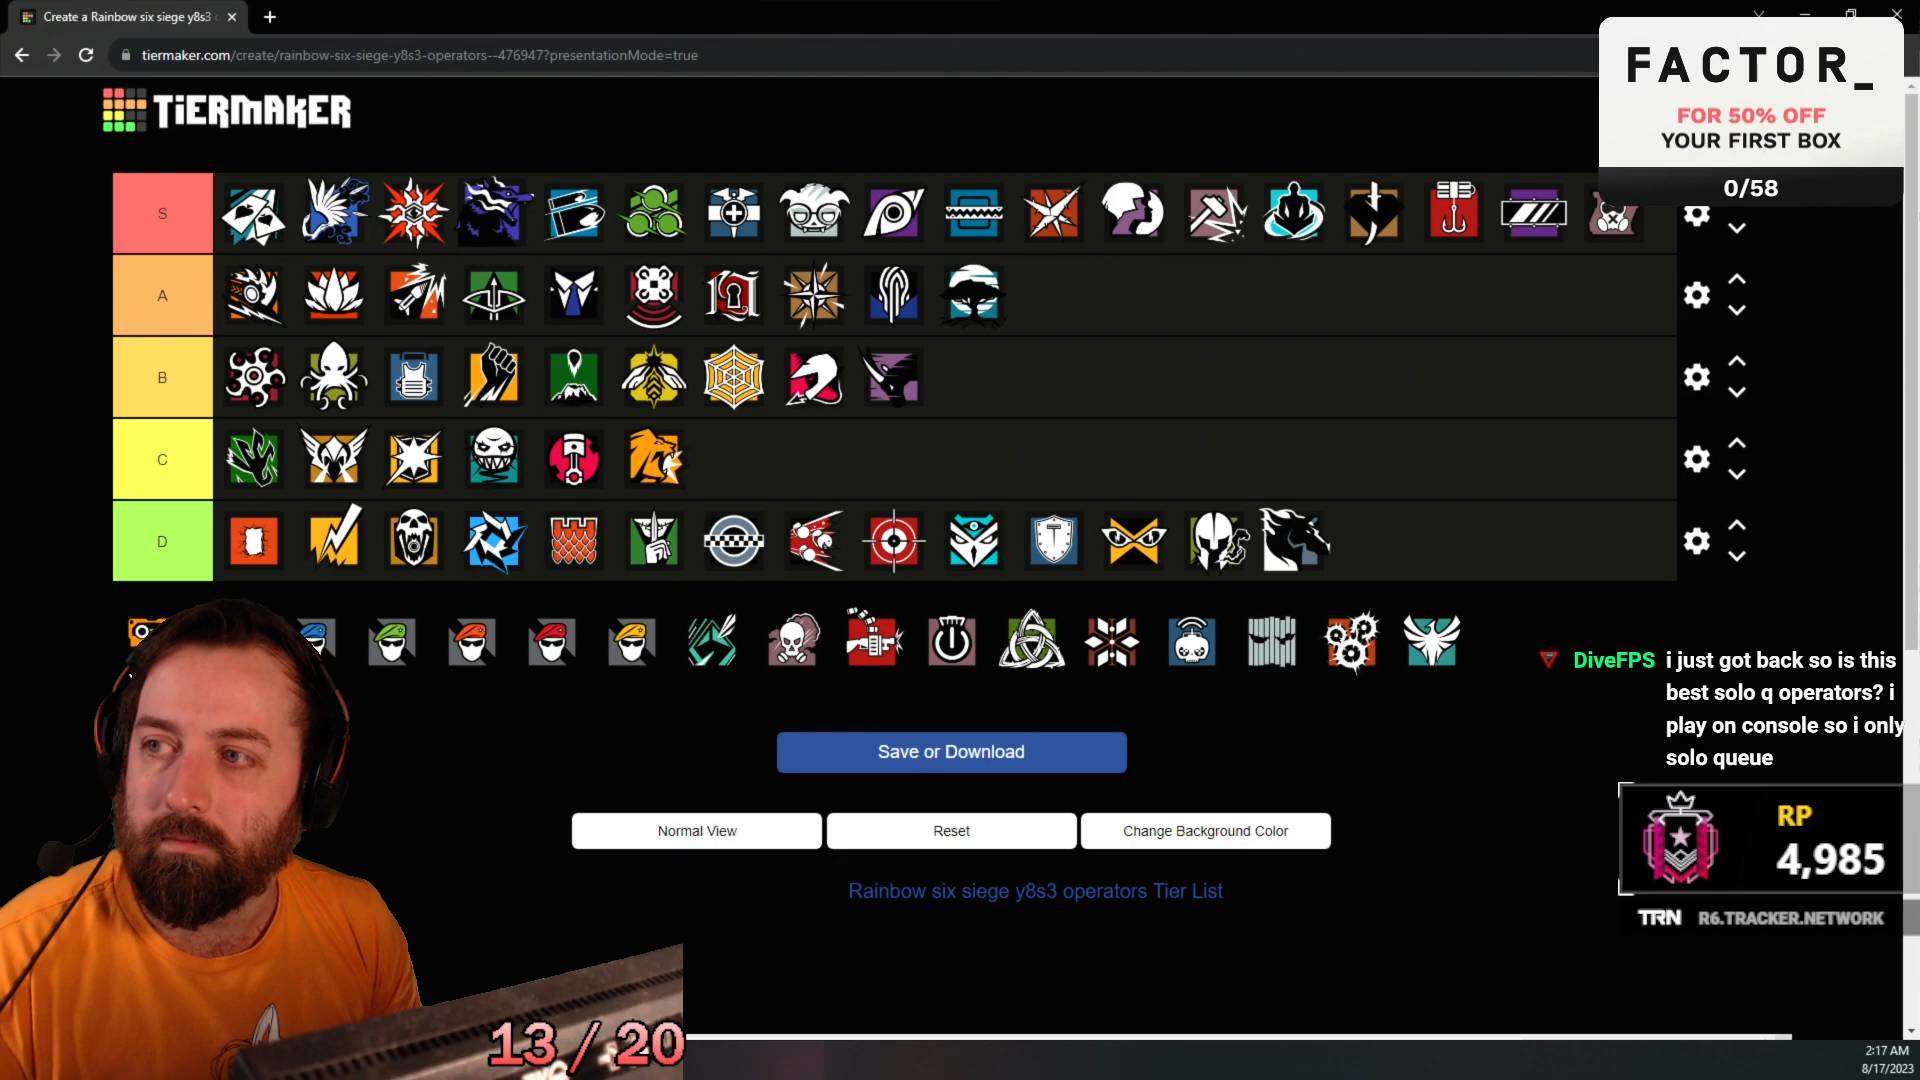 Create a Rainbow six siege y8s3
tiermaker.com/create/rainbow-six-siege-y8s3-operators--476947?presentationMode=true
TiERMAKER
FACTOR_
FOR 50% OFF
YOUR FIRST BOX
0/58
S
A
B
C
D
DiveFPS i just got back so is this
best solo q operators? i
play on console so i only
solo queue
Save or Download
Normal View
Reset
Change Background Color
Rainbow six siege y8s3 operators Tier List
RP
4,985
TRN R6.TRACKER.NETWORK
13 / 20
2:17 AM
8/17/2023